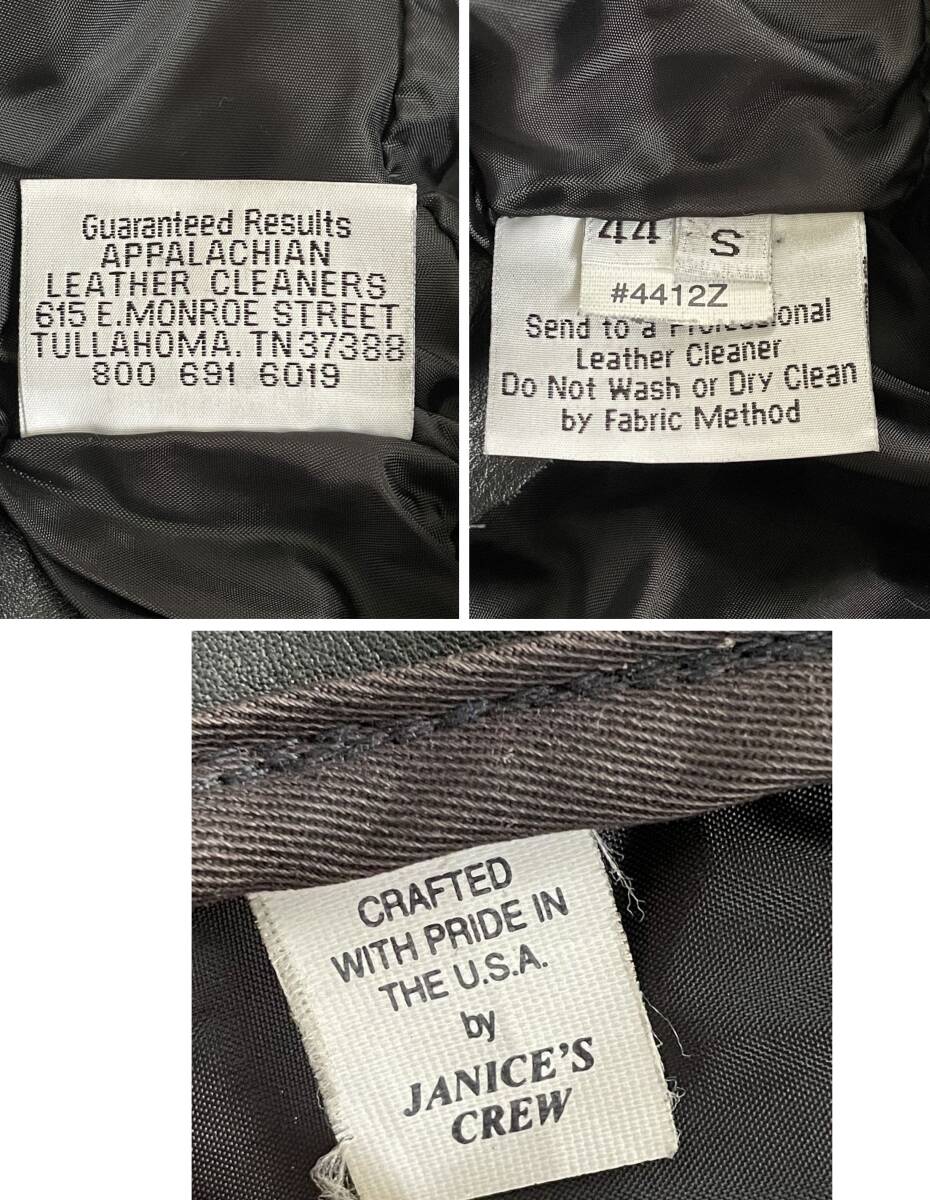 Guaranteed Results
APPALACHIAN
LEATHER CLEANERS
615 E.MONROE STREET
TULLAHOMA. TN 37388
800 691 6019
44
S
#4412Z
Send to a Professional
Leather Cleaner
Do Not Wash or Dry Clean
by Fabric Method
CRAFTED
WITH PRIDE IN
THE U.S.A.
by
JANICE'S
CREW